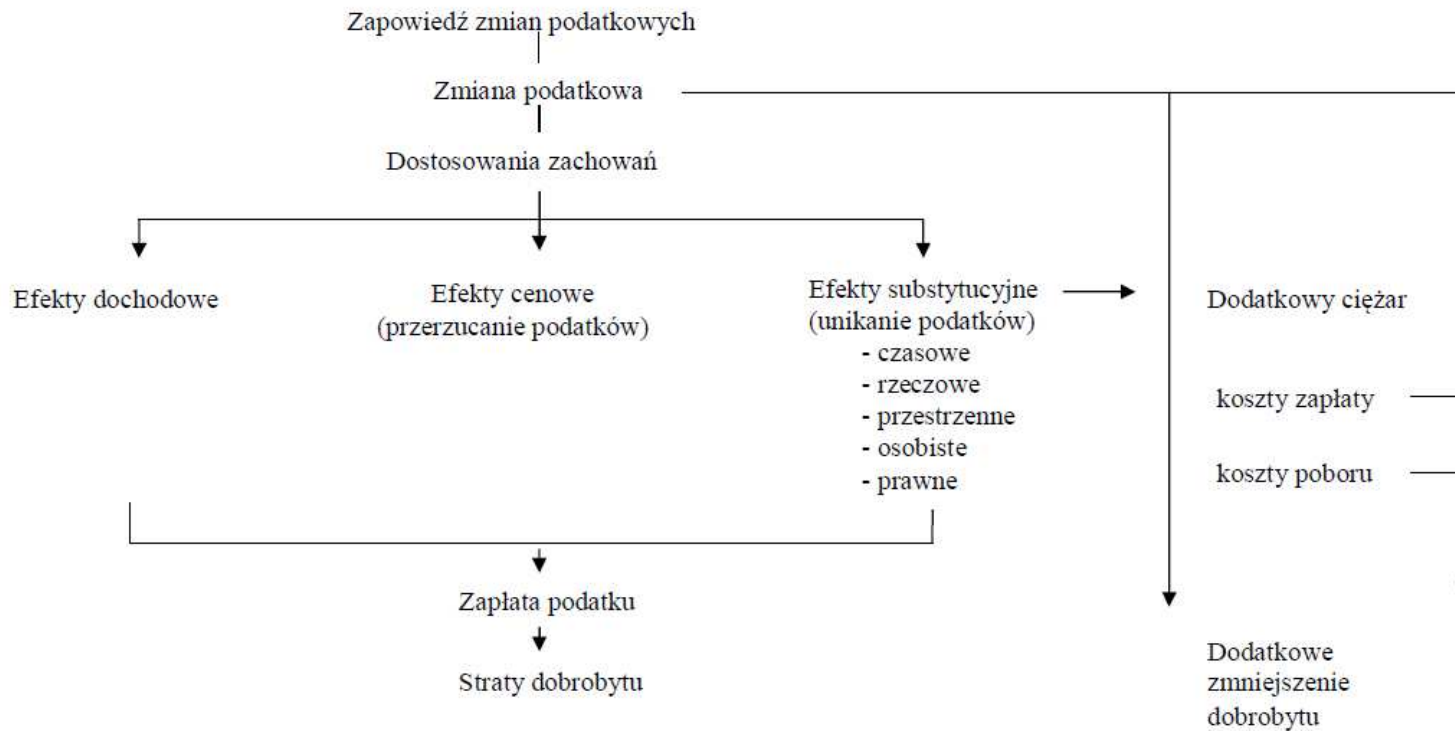 Zapowiedź zmian podatkowych
Zmiana podatkowa
Dostosowania zachowań
Efekty dochodowe
Efekty cenowe
(przerzucanie podatków)
Efekty substytucyjne
(unikanie podatków)
- czasowe
- rzeczowe
- przestrzenne
- osobiste
- prawne
Dodatkowy ciężar
koszty zapłaty
koszty poboru
Zapłata podatku
Straty dobrobytu
Dodatkowe
zmniejszenie
dobrobytu